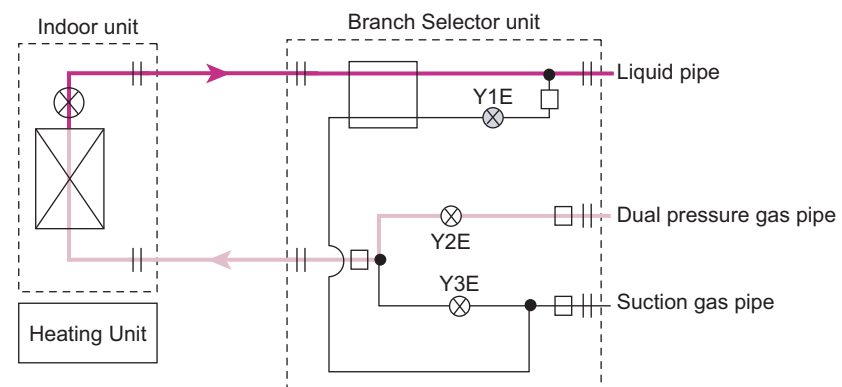 Indoor unit
Branch Selector unit
Liquid pipe
Y1E
Dual pressure gas pipe
Y2E
Y3E
Suction gas pipe
Heating Unit